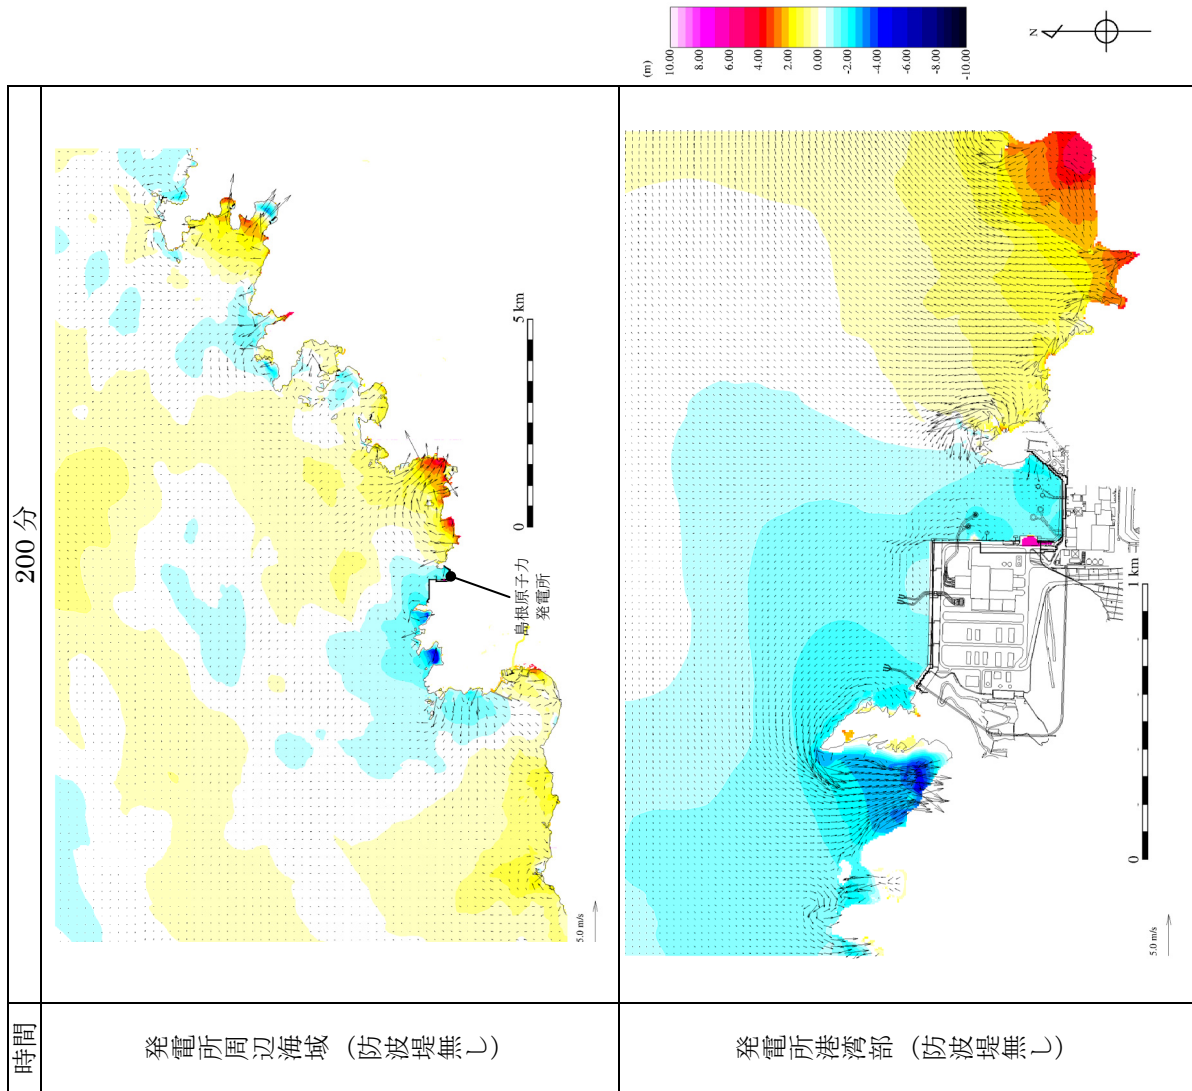 時間
200 分
発電所周辺海域（防波堤無し）
島根原子力
発電所
0
5 km
5.0 m/s
発電所港湾部（防波堤無し）
0
1 km
5.0 m/s
(m)
10.00
8.00
6.00
4.00
2.00
0.00
-2.00
-4.00
-6.00
-8.00
-10.00
N